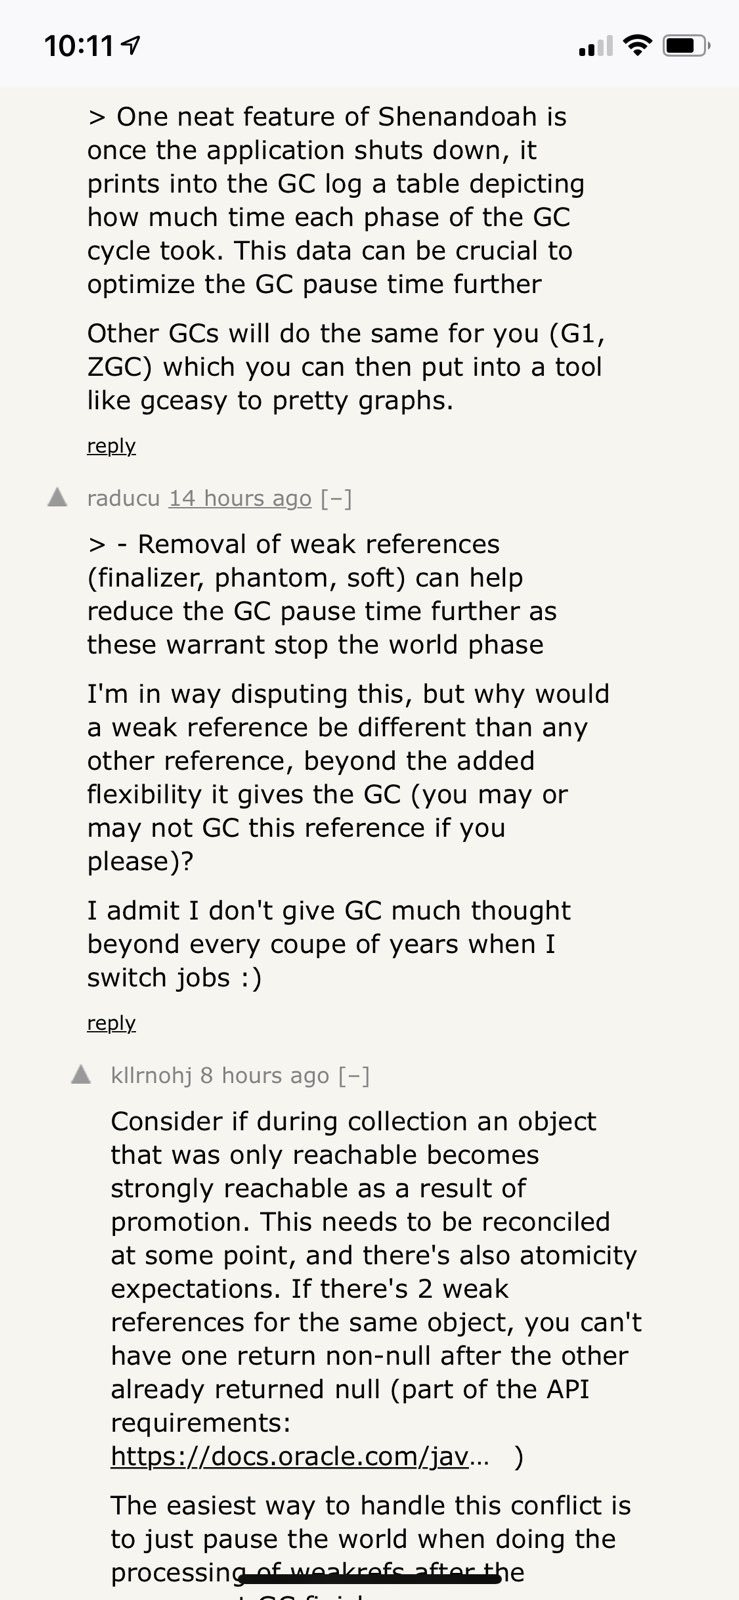 10:11
> One neat feature of Shenandoah is
once the application shuts down, it
prints into the GC log a table depicting
how much time each phase of the GC
cycle took. This data can be crucial to
optimize the GC pause time further
Other GCs will do the same for you (G1,
ZGC) which you can then put into a tool
like gceasy to pretty graphs.
reply
raducu 14 hours ago [–]
> - Removal of weak references
(finalizer, phantom, soft) can help
reduce the GC pause time further as
these warrant stop the world phase
I'm in way disputing this, but why would
a weak reference be different than any
other reference, beyond the added
flexibility it gives the GC (you may or
may not GC this reference if you
please)?
I admit I don't give GC much thought
beyond every coupe of years when I
switch jobs :)
reply
kllrnohj 8 hours ago [–]
Consider if during collection an object
that was only reachable becomes
strongly reachable as a result of
promotion. This needs to be reconciled
at some point, and there's also atomicity
expectations. If there's 2 weak
references for the same object, you can't
have one return non-null after the other
already returned null (part of the API
requirements:
https://docs.oracle.com/jav... )
The easiest way to handle this conflict is
to just pause the world when doing the
processing of weakrefs after the